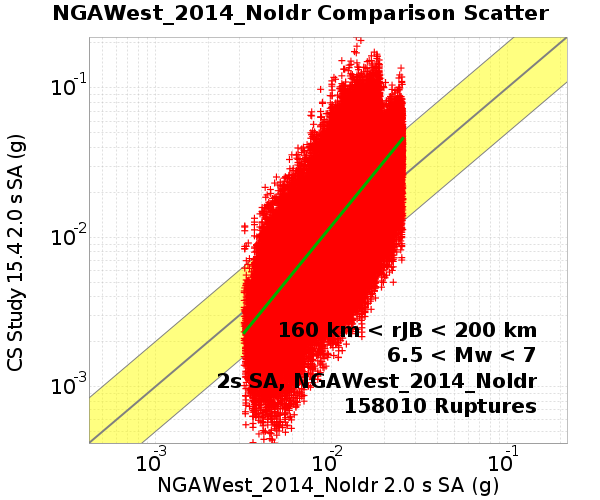 NGAWest_2014_NoIdr Comparison Scatter
CS Study 15.4 2.0 s SA (g)
10-1
10-2
10-3
160 km < rJB < 200 km
6.5 < Mw < 7
2s SA, NGAWest_2014_NoIdr
158010 Ruptures
10-3 10-2 10-1
NGAWest_2014_NoIdr 2.0 s SA (g)